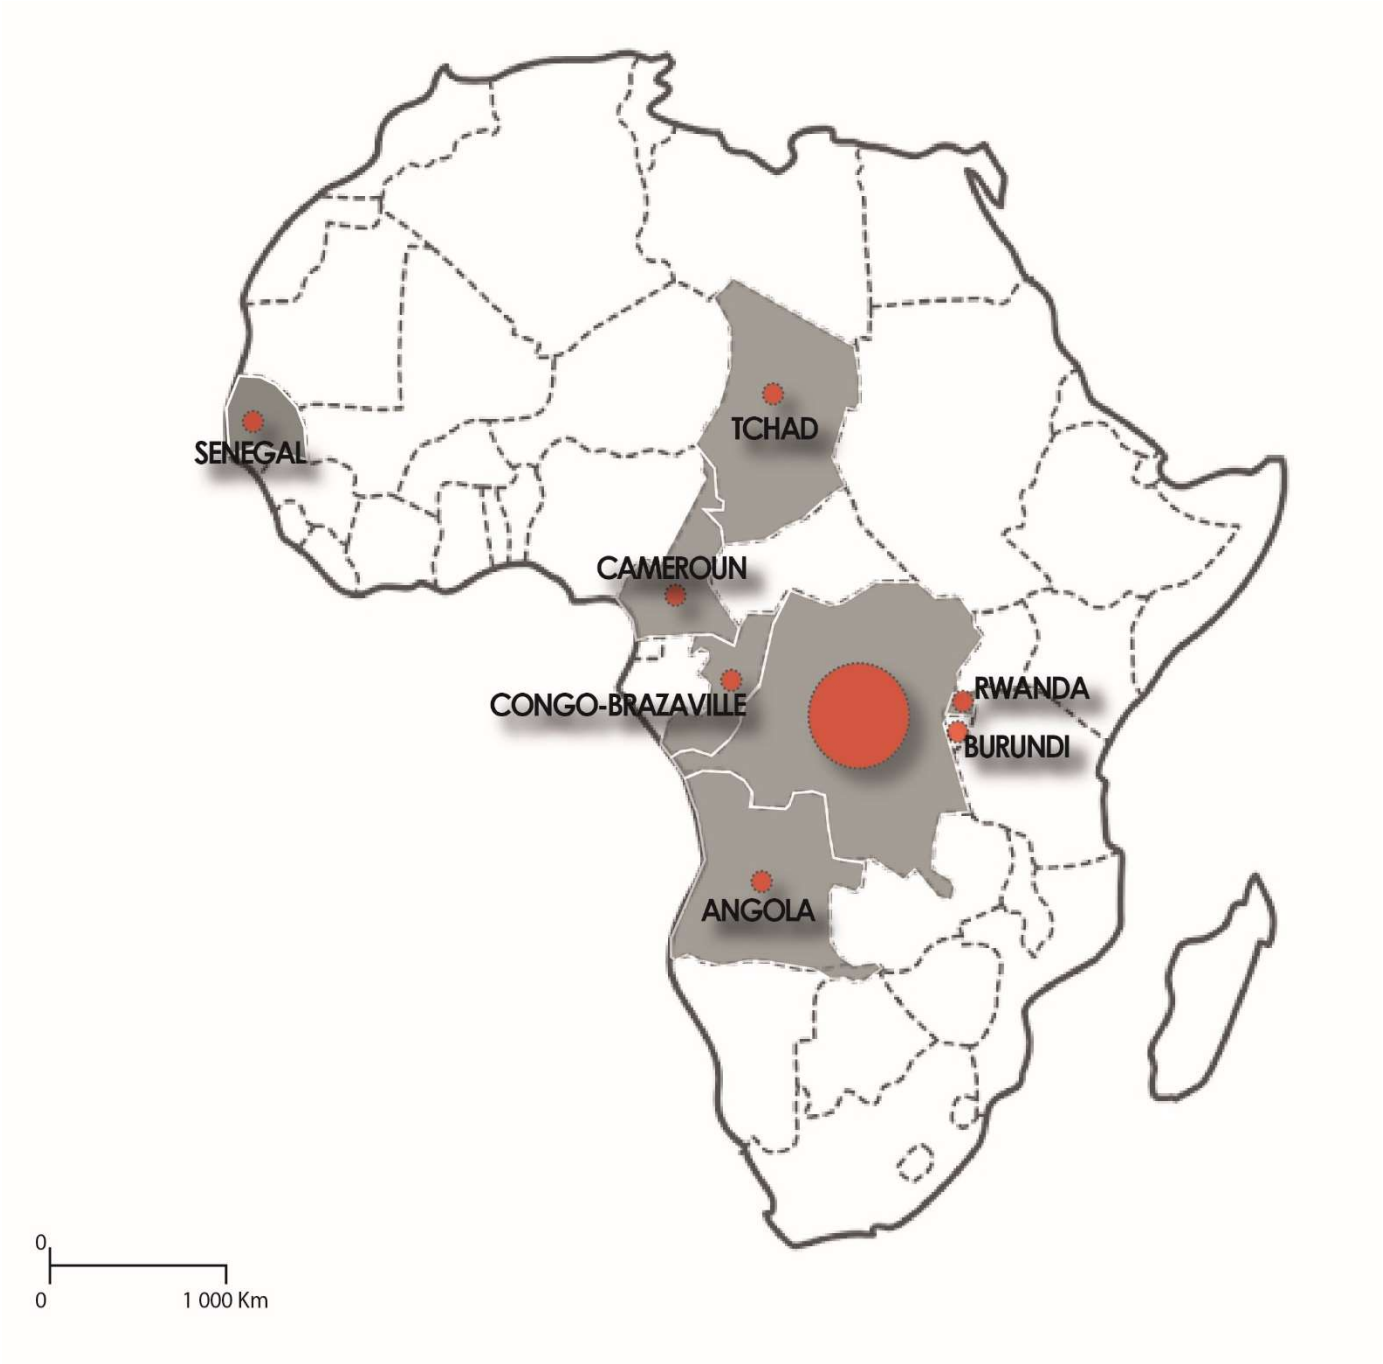 TCHAD
SENEGAL
CAMEROUN
RWANDA
CONGO-BRAZAVILLE
BURUNDI
ANGOLA
0
0
1 000 Km